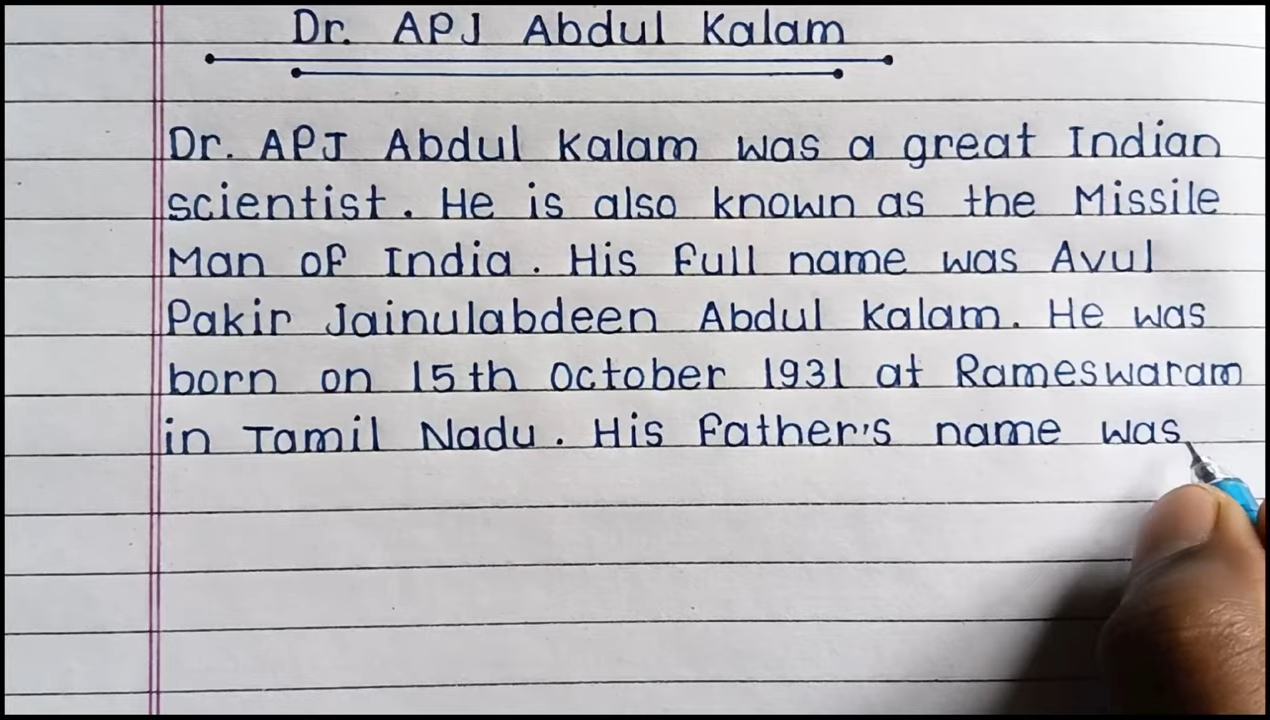 Dr. APJ Abdul Kalam
Dr. APJ Abdul Kalam was a great Indian
scientist. He is also known as the Missile
Man of India. His full name was Avul
Pakir Jainulabdeen Abdul Kalam. He was
born on 15th October 1931 at Rameswaram
in Tamil Nadu. His father's name was